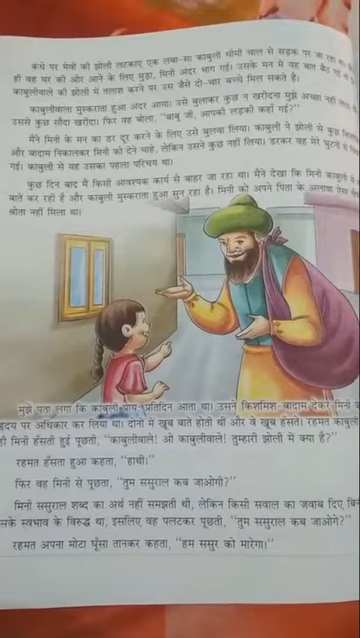 कंधे पर मेवों की झोली लटकाए एक लंबा-सा काबुली धीमी चाल से सड़क पर जा रहा था।
ही वह घर की ओर आने के लिए मुड़ा, मिनी अंदर भाग गई। उसके मन में यह बात बैठ गई थी
काबुलीवाले की झोली में तलाश करने पर उस जैसे दो-चार बच्चे मिल सकते हैं।
काबुलीवाला मुस्कराता हुआ अंदर आया। उसे बुलाकर कुछ न खरीदना मुझे अच्छा नहीं लगा।
उससे कुछ सौदा खरीदा। फिर वह बोला, "बाबू जी, आपकी लड़की कहाँ गई?"
मैंने मिनी के मन का डर दूर करने के लिए उसे बुलवा लिया। काबुली ने झोली से कुछ
और बादाम निकालकर मिनी को देने चाहे, लेकिन उसने कुछ नहीं लिया। डरकर वह मेरे घुटनों से
गई। काबुली से यह उसका पहला परिचय था।
कुछ दिन बाद मैं किसी आवश्यक कार्य से बाहर जा रहा था। मैंने देखा कि मिनी काबुली से
बातें कर रही है और काबुली मुस्कराता हुआ सुन रहा है। मिनी को अपने पिता के अलावा ऐसा
श्रोता नहीं मिला था।
मुझे पता लगा कि काबुली प्रायः प्रतिदिन आता था। उसने किशमिश-बादाम देकर मिनी के
हृदय पर अधिकार कर लिया था। दोनों में खूब बातें होती थीं और वे खूब हँसते। रहमत काबुली
ही मिनी हँसती हुई पूछती, "काबुलीवाले! ओ काबुलीवाले! तुम्हारी झोली में क्या है?"
रहमत हँसता हुआ कहता, "हाथी।"
फिर वह मिनी से पूछता, "तुम ससुराल कब जाओगी?"
मिनी ससुराल शब्द का अर्थ नहीं समझती थी, लेकिन किसी सवाल का जवाब दिए बिना
सके स्वभाव के विरुद्ध था, इसलिए वह पलटकर पूछती, "तुम ससुराल कब जाओगे?"
रहमत अपना मोटा घूँसा तानकर कहता, "हम ससुर को मारेगा।"